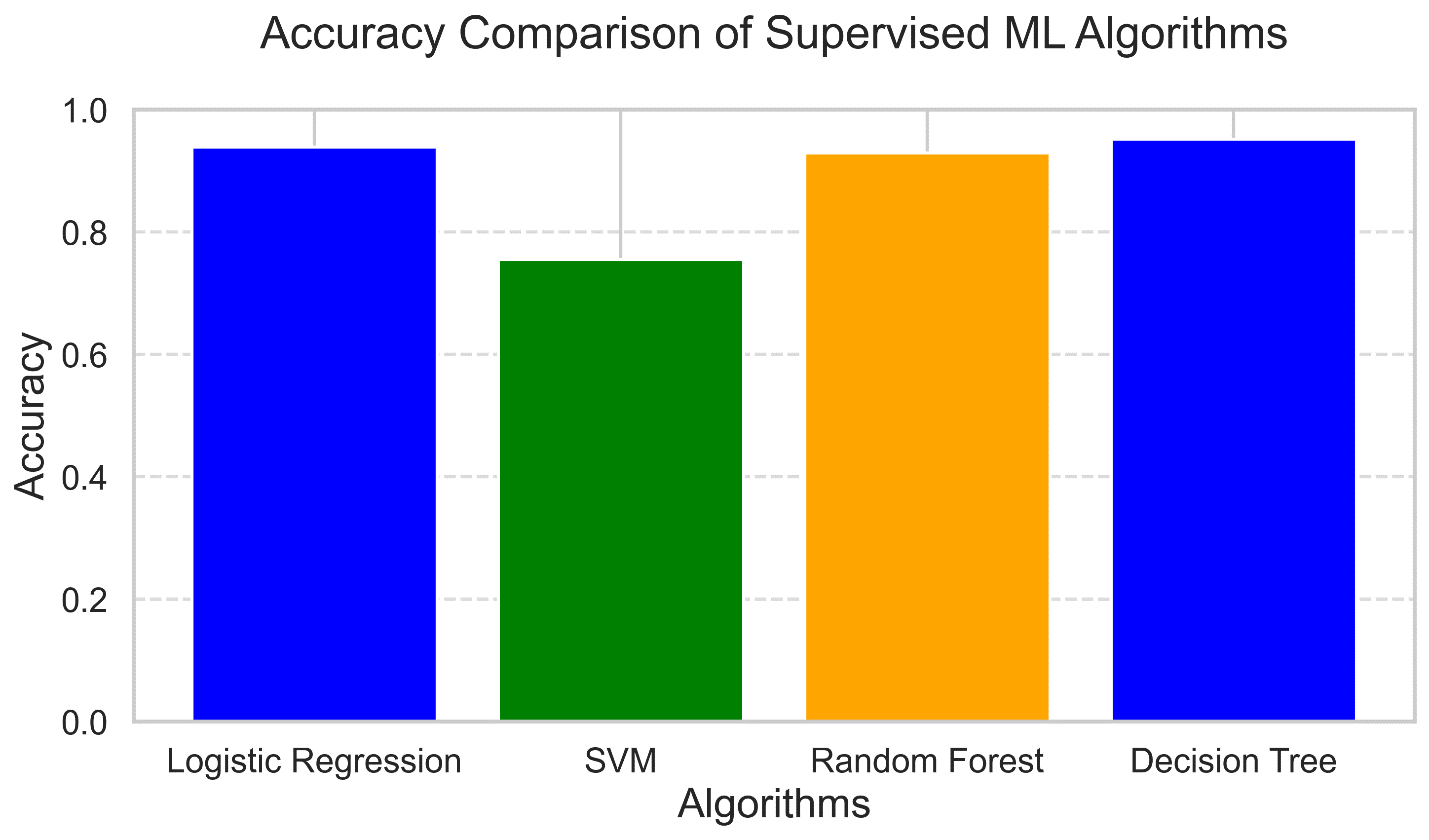 Accuracy Comparison of Supervised ML Algorithms
1.0
0.8
0.6
0.4
0.2
0.0
Accuracy
Logistic Regression SVM Random Forest Decision Tree
Algorithms